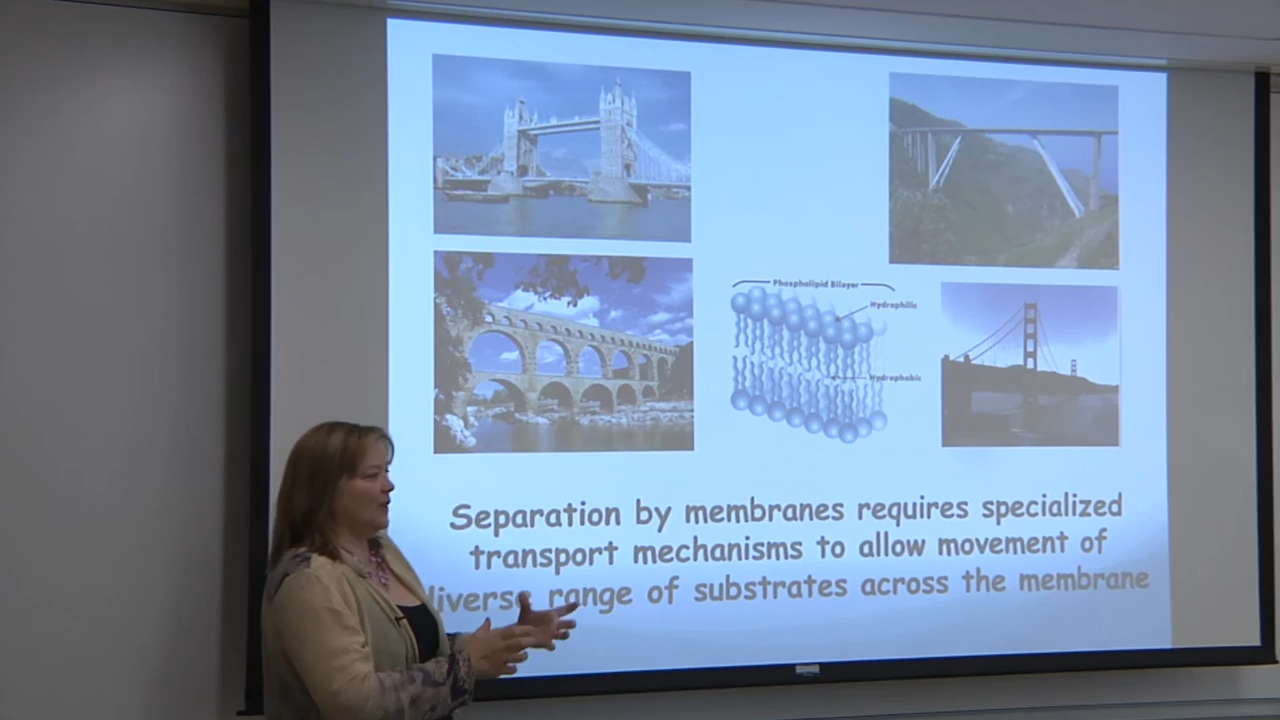 Phospholipid Bilayer
Hydrophilic
Hydrophobic
Separation by membranes requires specialized
transport mechanisms to allow movement of
diverse range of substrates across the membrane